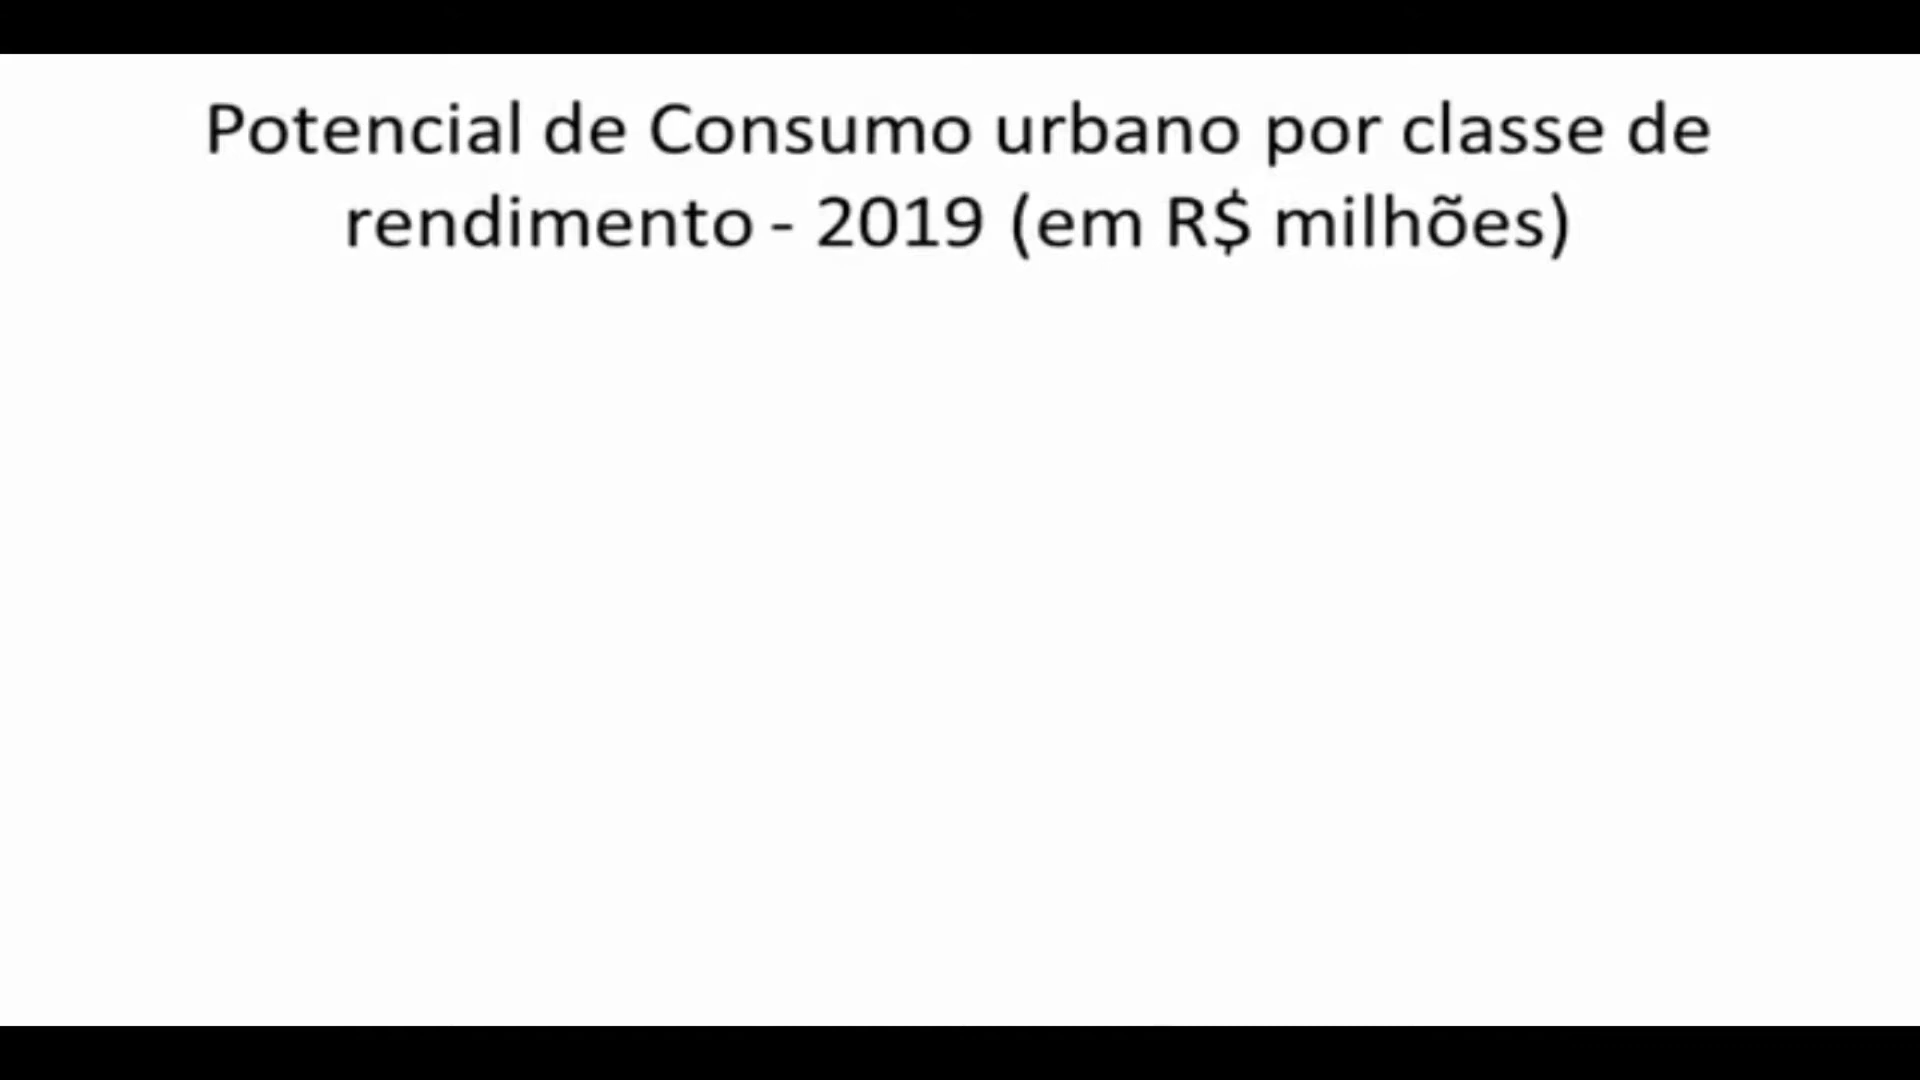 Potencial de Consumo urbano por classe de
rendimento - 2019 (em R$ milhões)